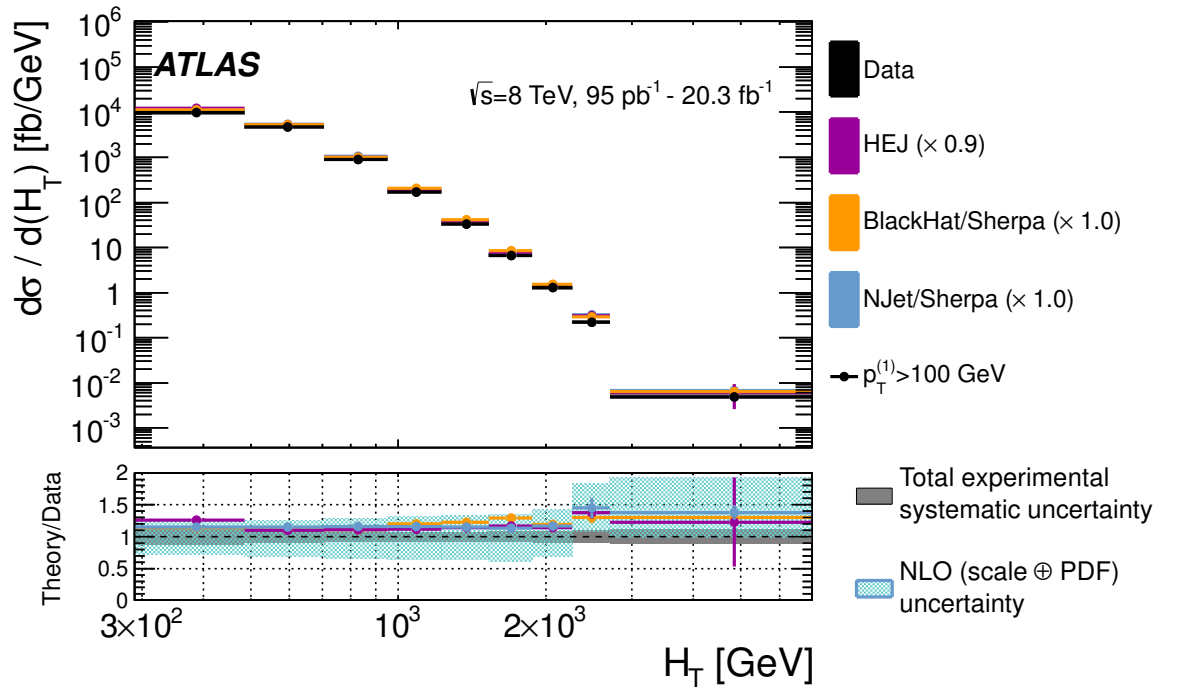 ATLAS
√s=8 TeV, 95 pb⁻¹ - 20.3 fb⁻¹
dσ / d(H_T) [fb/GeV]
10⁶
10⁵
10⁴
10³
10²
10
1
10⁻¹
10⁻²
10⁻³
Data
HEJ (× 0.9)
BlackHat/Sherpa (× 1.0)
NJet/Sherpa (× 1.0)
p_T^(1)>100 GeV
Theory/Data
2
1.5
1
0.5
0
3×10²
10³
2×10³
H_T [GeV]
Total experimental
systematic uncertainty
NLO (scale ⊕ PDF)
uncertainty